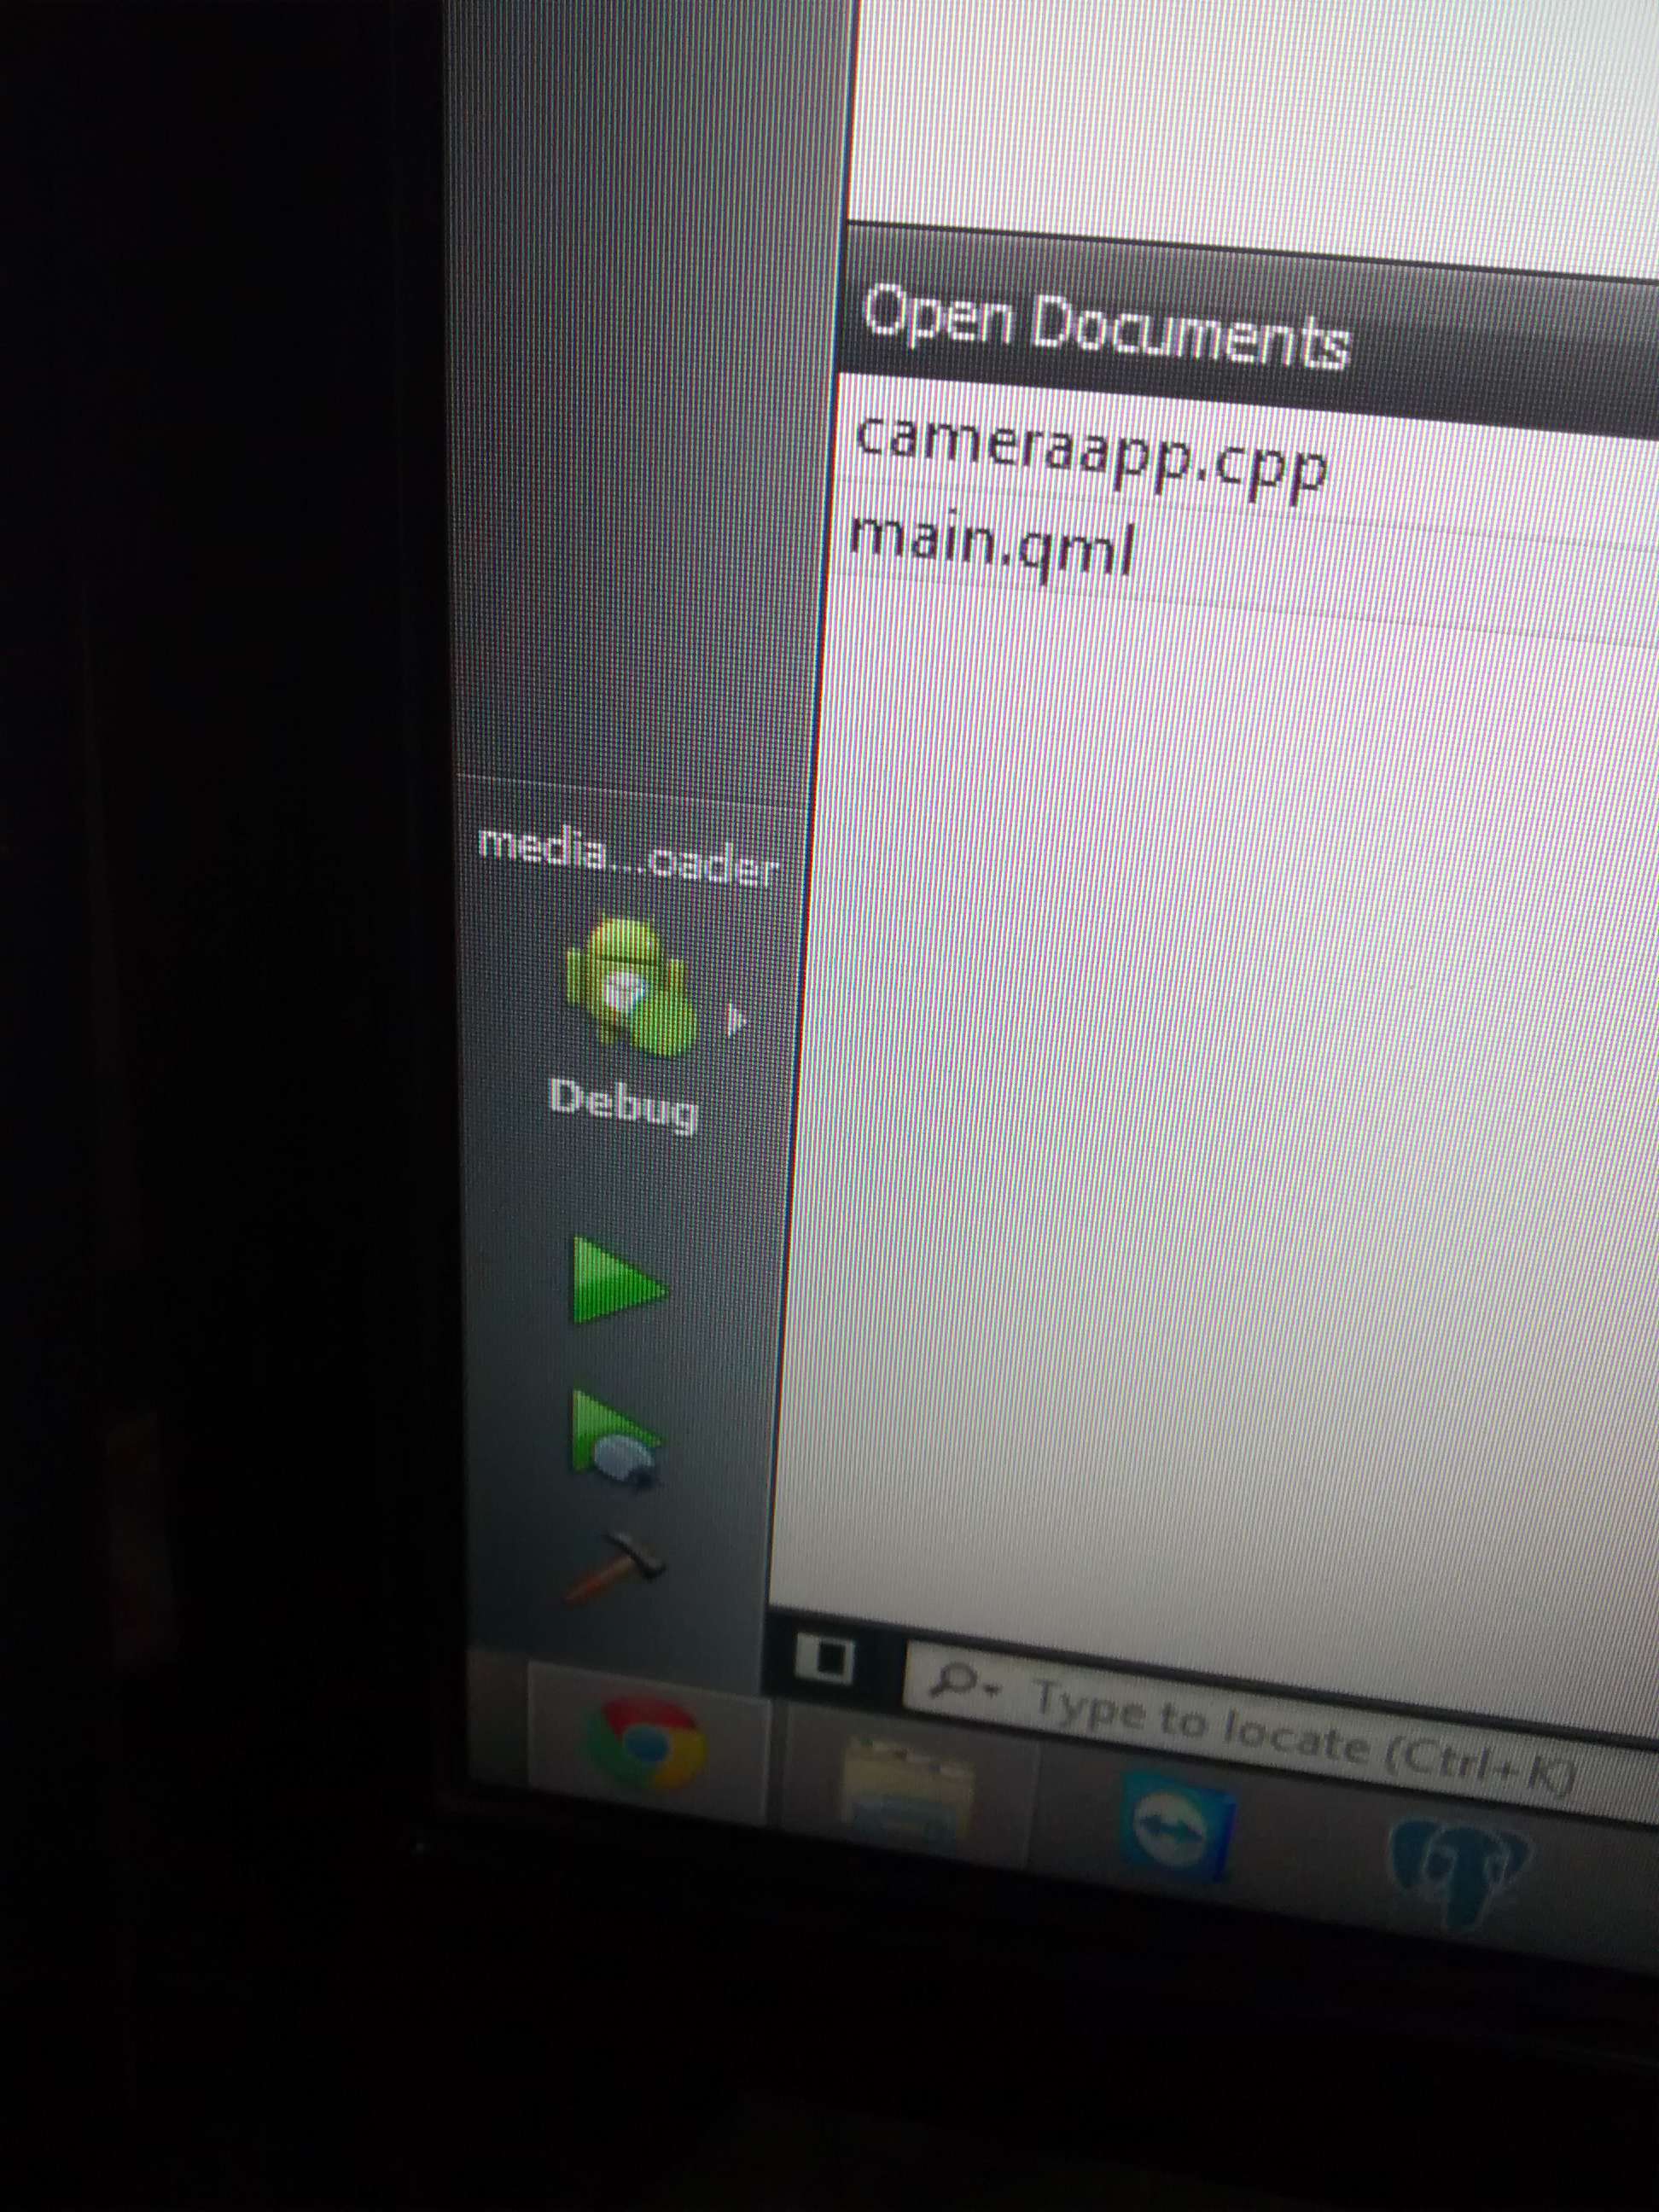 Open Documents
cameraapp.cpp
main.qml
media...oader
Debug
Type to locate (Ctrl+K)